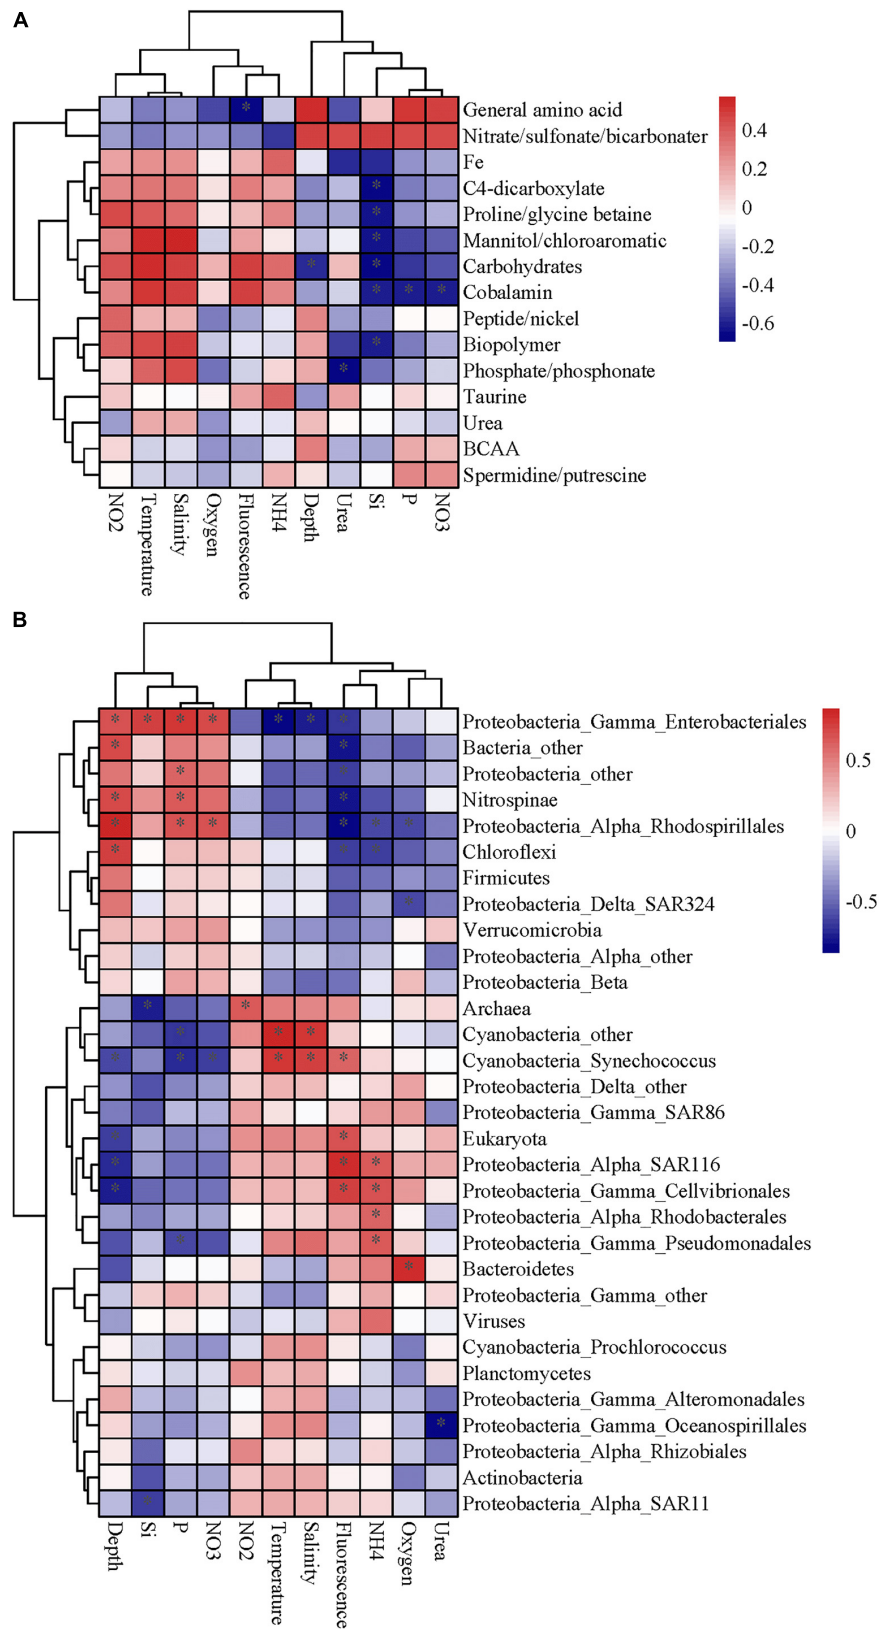 A
General amino acid
Nitrate/sulfonate/bicarbonater
Fe
C4-dicarboxylate
Proline/glycine betaine
Mannitol/chloroaromatic
Carbohydrates
Cobalamin
Peptide/nickel
Biopolymer
Phosphate/phosphonate
Taurine
Urea
BCAA
Spermidine/putrescine
0.4
0.2
0
-0.2
-0.4
-0.6
NO2
Temperature
Salinity
Oxygen
Fluorescence
NH4
Depth
Urea
Si
P
NO3
B
Proteobacteria_Gamma_Enterobacteriales
Bacteria_other
Proteobacteria_other
Nitrospinae
Proteobacteria_Alpha_Rhodospirillales
Chloroflexi
Firmicutes
Proteobacteria_Delta_SAR324
Verrucomicrobia
Proteobacteria_Alpha_other
Proteobacteria_Beta
Archaea
Cyanobacteria_other
Cyanobacteria_Synechococcus
Proteobacteria_Delta_other
Proteobacteria_Gamma_SAR86
Eukaryota
Proteobacteria_Alpha_SAR116
Proteobacteria_Gamma_Cellvibrionales
Proteobacteria_Alpha_Rhodobacterales
Proteobacteria_Gamma_Pseudomonadales
Bacteroidetes
Proteobacteria_Gamma_other
Viruses
Cyanobacteria_Prochlorococcus
Planctomycetes
Proteobacteria_Gamma_Alteromonadales
Proteobacteria_Gamma_Oceanospirillales
Proteobacteria_Alpha_Rhizobiales
Actinobacteria
Proteobacteria_Alpha_SAR11
0.5
0
-0.5
Depth
Si
P
NO3
NO2
Temperature
Salinity
Fluorescence
NH4
Oxygen
Urea